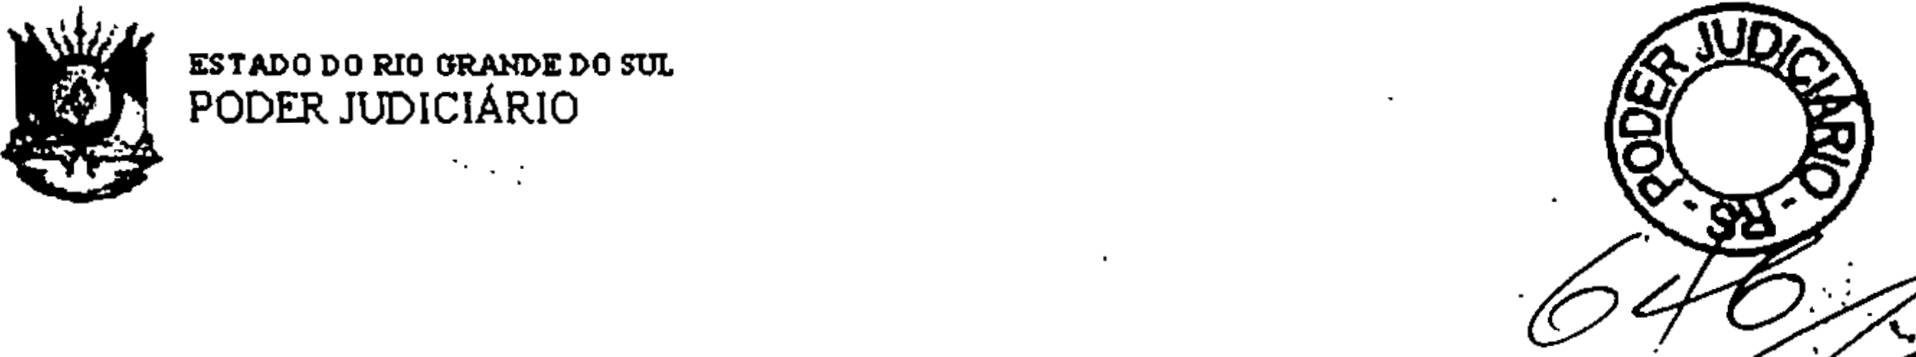 ESTADO DO RIO GRANDE DO SUL
PODER JUDICIÁRIO
PODER JUDICIÁRIO - RS -
646